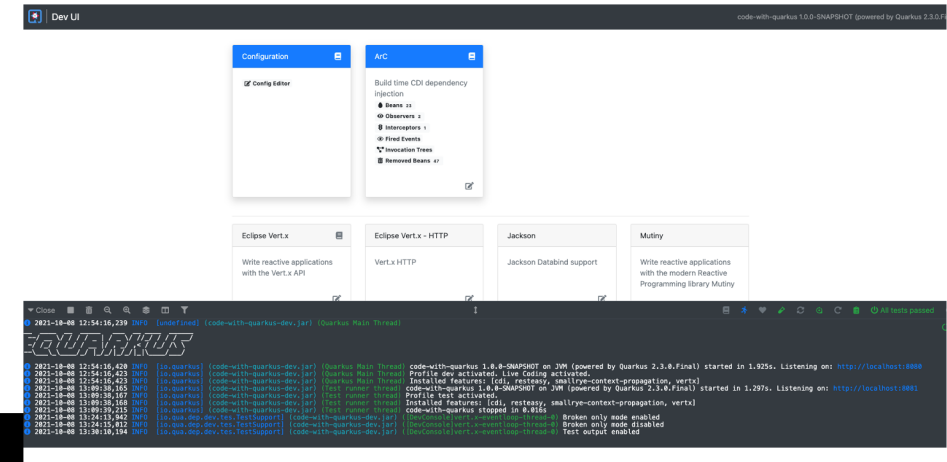 Dev UI
code-with-quarkus 1.0.0-SNAPSHOT (powered by Quarkus 2.3.0.Fi
Configuration
Config Editor
ArC
Build time CDI dependency
injection
Beans 23
Observers 2
Interceptors 1
Fired Events
Invocation Trees
Removed Beans 47
Eclipse Vert.x
Write reactive applications
with the Vert.x API
Eclipse Vert.x - HTTP
Vert.x HTTP
Jackson
Jackson Databind support
Mutiny
Write reactive applications
with the modern Reactive
Programming library Mutiny
Close
All tests passed
2021-10-08 12:54:16,239 INFO [undefined] (code-with-quarkus-dev.jar) (Quarkus Main Thread)
2021-10-08 12:54:16,420 INFO [io.quarkus] (code-with-quarkus-dev.jar) (Quarkus Main Thread) code-with-quarkus 1.0.0-SNAPSHOT on JVM (powered by Quarkus 2.3.0.Final) started in 1.925s. Listening on: http://localhost:8080
2021-10-08 12:54:16,423 INFO [io.quarkus] (code-with-quarkus-dev.jar) (Quarkus Main Thread) Profile dev activated. Live Coding activated.
2021-10-08 12:54:16,423 INFO [io.quarkus] (code-with-quarkus-dev.jar) (Quarkus Main Thread) Installed features: [cdi, resteasy, smallrye-context-propagation, vertx]
2021-10-08 13:09:38,165 INFO [io.quarkus] (code-with-quarkus-dev.jar) (Test runner thread) code-with-quarkus 1.0.0-SNAPSHOT on JVM (powered by Quarkus 2.3.0.Final) started in 1.297s. Listening on: http://localhost:8081
2021-10-08 13:09:38,167 INFO [io.quarkus] (code-with-quarkus-dev.jar) (Test runner thread) Profile test activated.
2021-10-08 13:09:38,168 INFO [io.quarkus] (code-with-quarkus-dev.jar) (Test runner thread) Installed features: [cdi, resteasy, smallrye-context-propagation, vertx]
2021-10-08 13:09:39,215 INFO [io.quarkus] (code-with-quarkus-dev.jar) (Test runner thread) code-with-quarkus stopped in 0.016s
2021-10-08 13:24:13,942 INFO [io.qua.dep.dev.tes.TestSupport] (code-with-quarkus-dev.jar) ([DevConsole]vert.x-eventloop-thread-0) Broken only mode enabled
2021-10-08 13:24:15,012 INFO [io.qua.dep.dev.tes.TestSupport] (code-with-quarkus-dev.jar) ([DevConsole]vert.x-eventloop-thread-0) Broken only mode disabled
2021-10-08 13:30:10,194 INFO [io.qua.dep.dev.tes.TestSupport] (code-with-quarkus-dev.jar) ([DevConsole]vert.x-eventloop-thread-0) Test output enabled